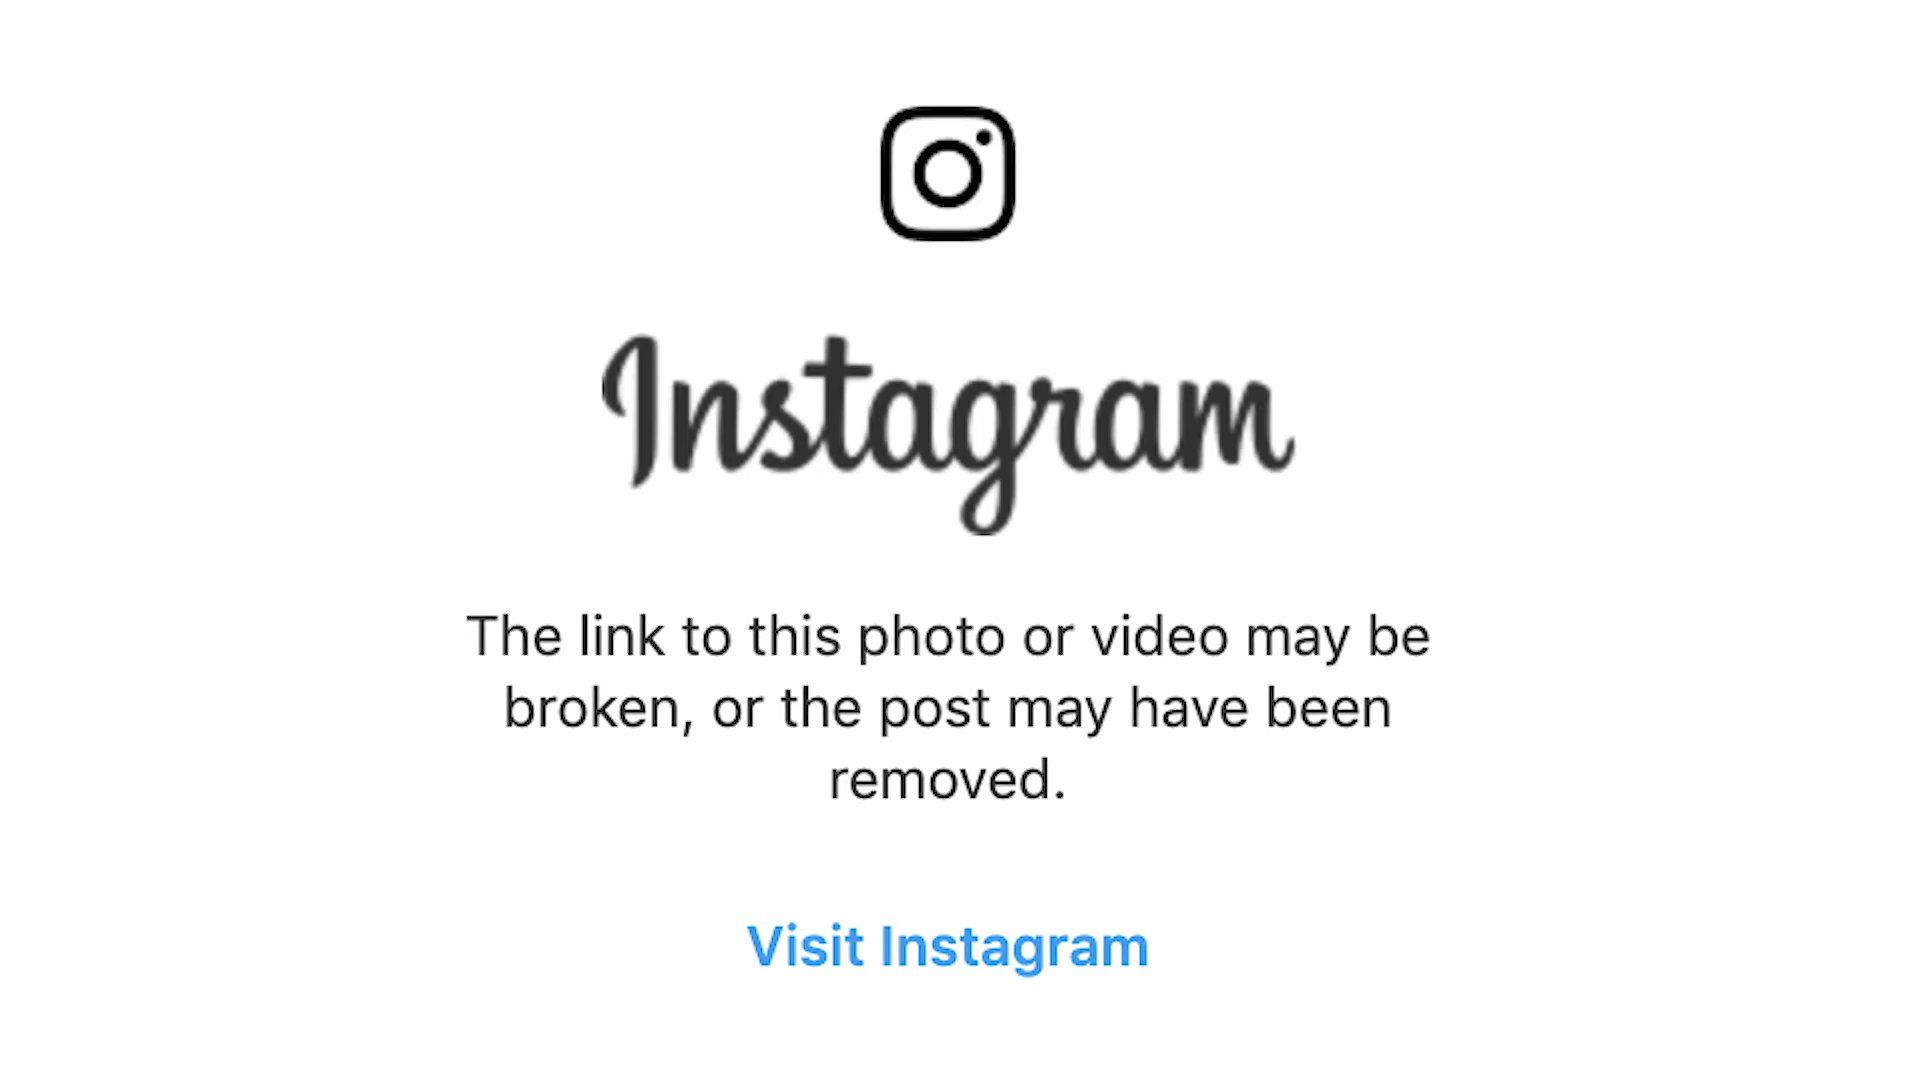 Instagram
The link to this photo or video may be
broken, or the post may have been
removed.
Visit Instagram